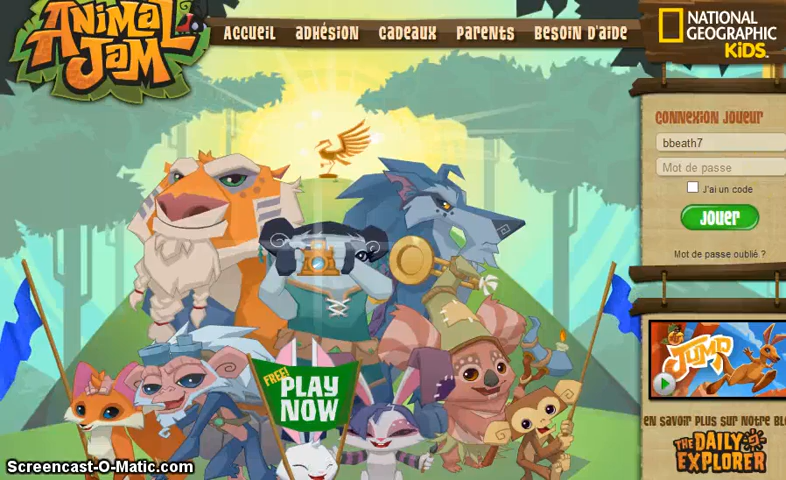 ANIMAL
JAM
Accueil
adhésion
cadeaux
Parents
Besoin d'aide
NATIONAL
GEOGRAPHIC
KIDS.
connexion joueur
bbeath7
Mot de passe
J'ai un code
Jouer
Mot de passe oublié ?
FREE!
PLAY
NOW
JUMP
en savoir plus sur notre
THE DAILY
EXPLORER
Screencast-O-Matic.com